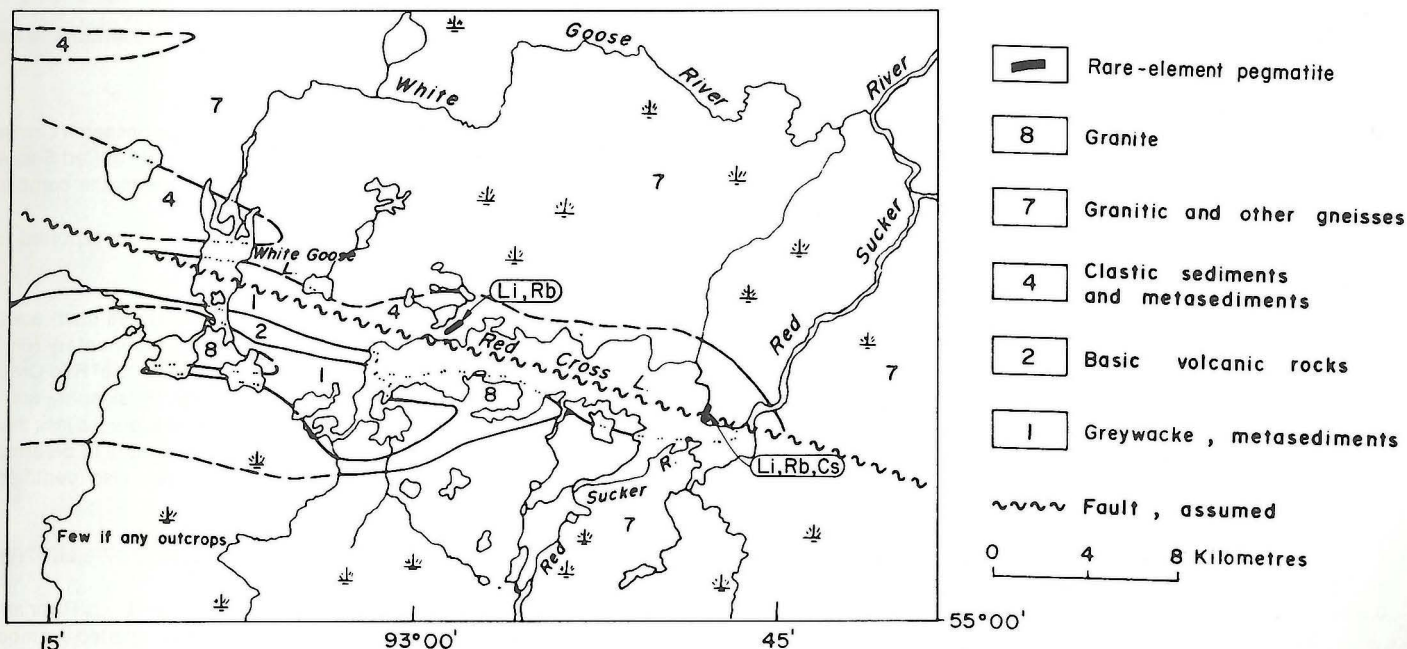 4
White Goose River
River
7
7
4
White Goose
L.
Li,Rb
4
1
2
Red Cross L.
Red Sucker
8
1
8
7
Li,Rb,Cs
Red Sucker R.
7
Few if any outcrops
15'
93°00'
45'
55°00'
Rare-element pegmatite
8 Granite
7 Granitic and other gneisses
4 Clastic sediments
and metasediments
2 Basic volcanic rocks
1 Greywacke, metasediments
Fault, assumed
0 4 8 Kilometres